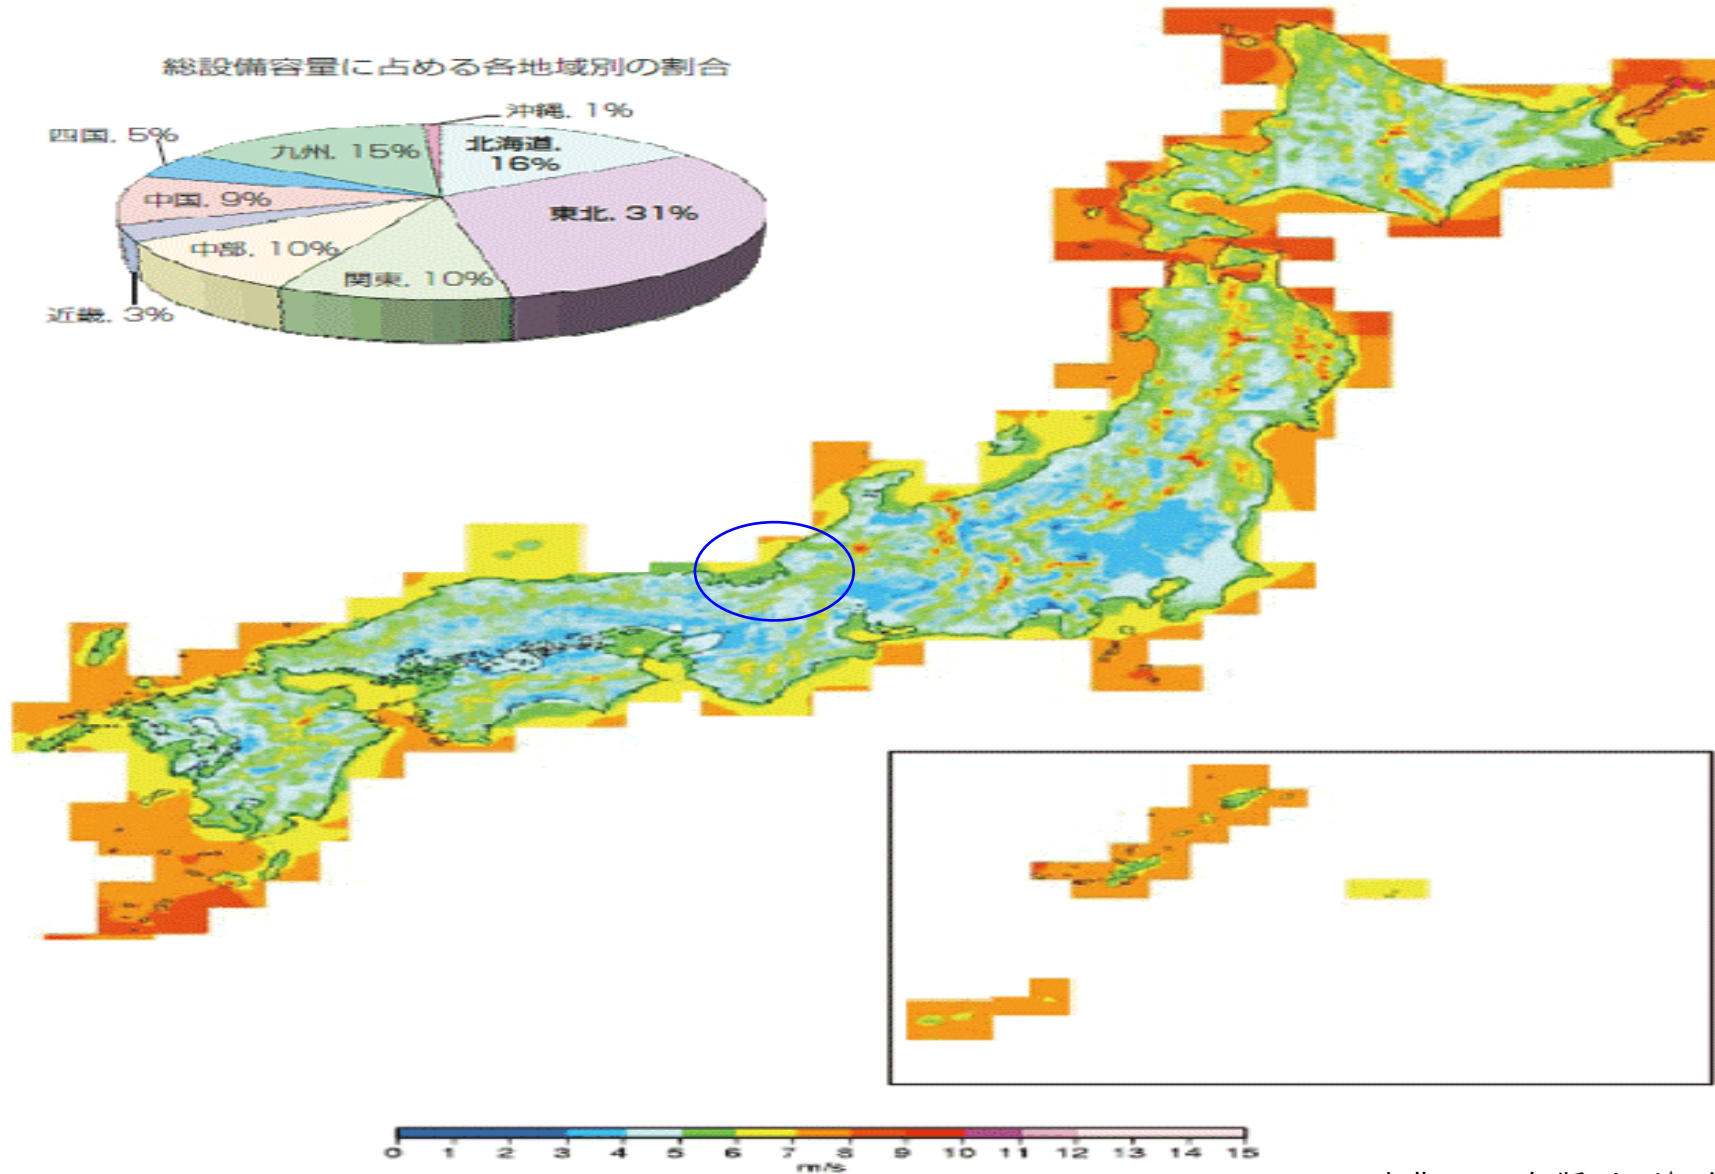 総設備容量に占める各地域別の割合
沖縄, 1%
四国, 5%
九州, 15%
北海道,
16%
中国, 9%
東北, 31%
中部, 10%
関東, 10%
近畿, 3%
0 1 2 3 4 5 6 7 8 9 10 11 12 13 14 15
m/s